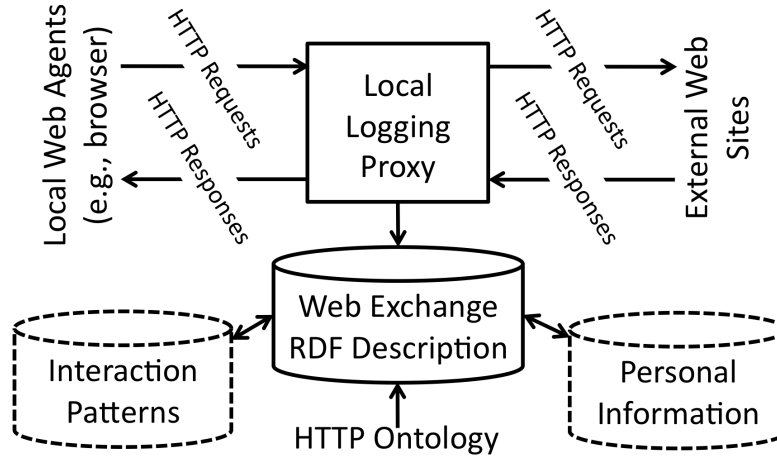 Local Web Agents
(e.g., browser)
HTTP Requests
HTTP Responses
Local
Logging
Proxy
HTTP Requests
HTTP Responses
External Web
Sites
Web Exchange
RDF Description
Interaction
Patterns
Personal
Information
HTTP Ontology